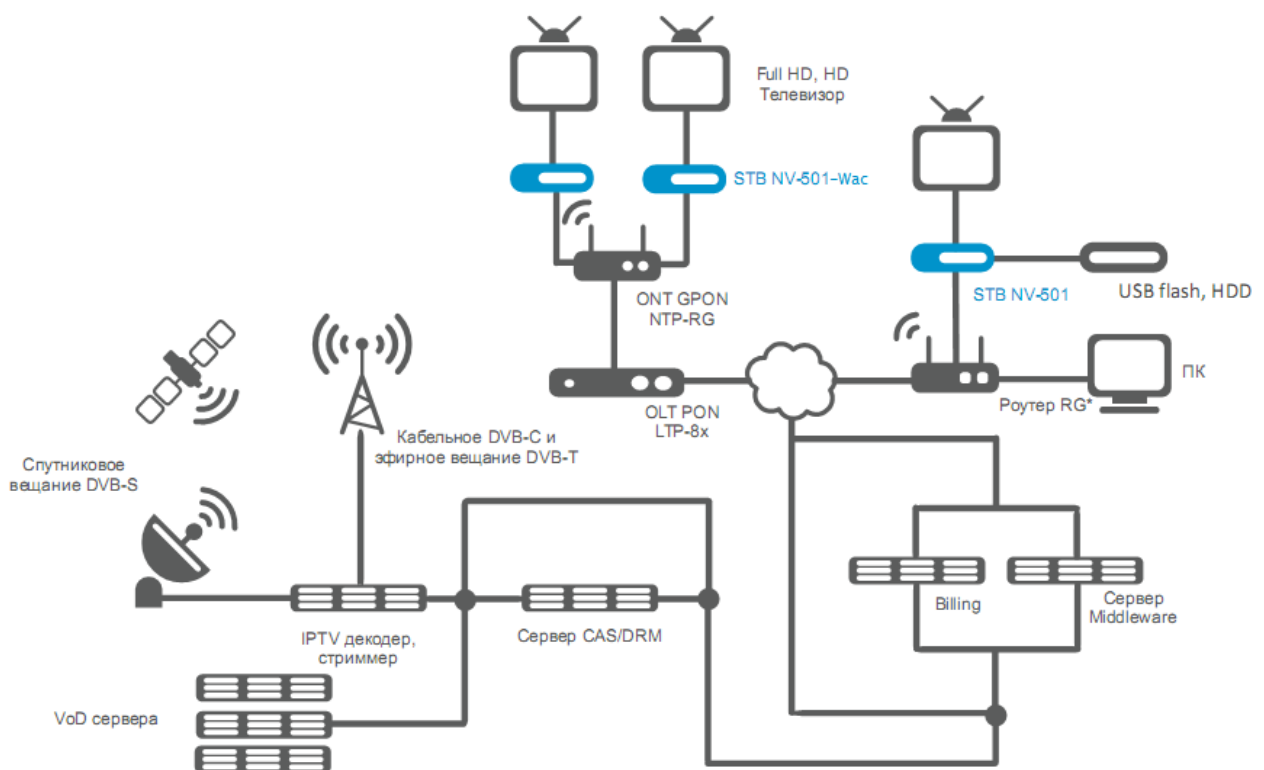 Full HD, HD
Телевизор
STB NV-501-Wac
STB NV-501
USB flash, HDD
ONT GPON
NTP-RG
ПК
Роутер RG*
OLT PON
LTP-8x
Кабельное DVB-C и
эфирное вещание DVB-T
Спутниковое
вещание DVB-S
Billing
Сервер
Middleware
IPTV декодер,
стриммер
Сервер CAS/DRM
VoD сервера